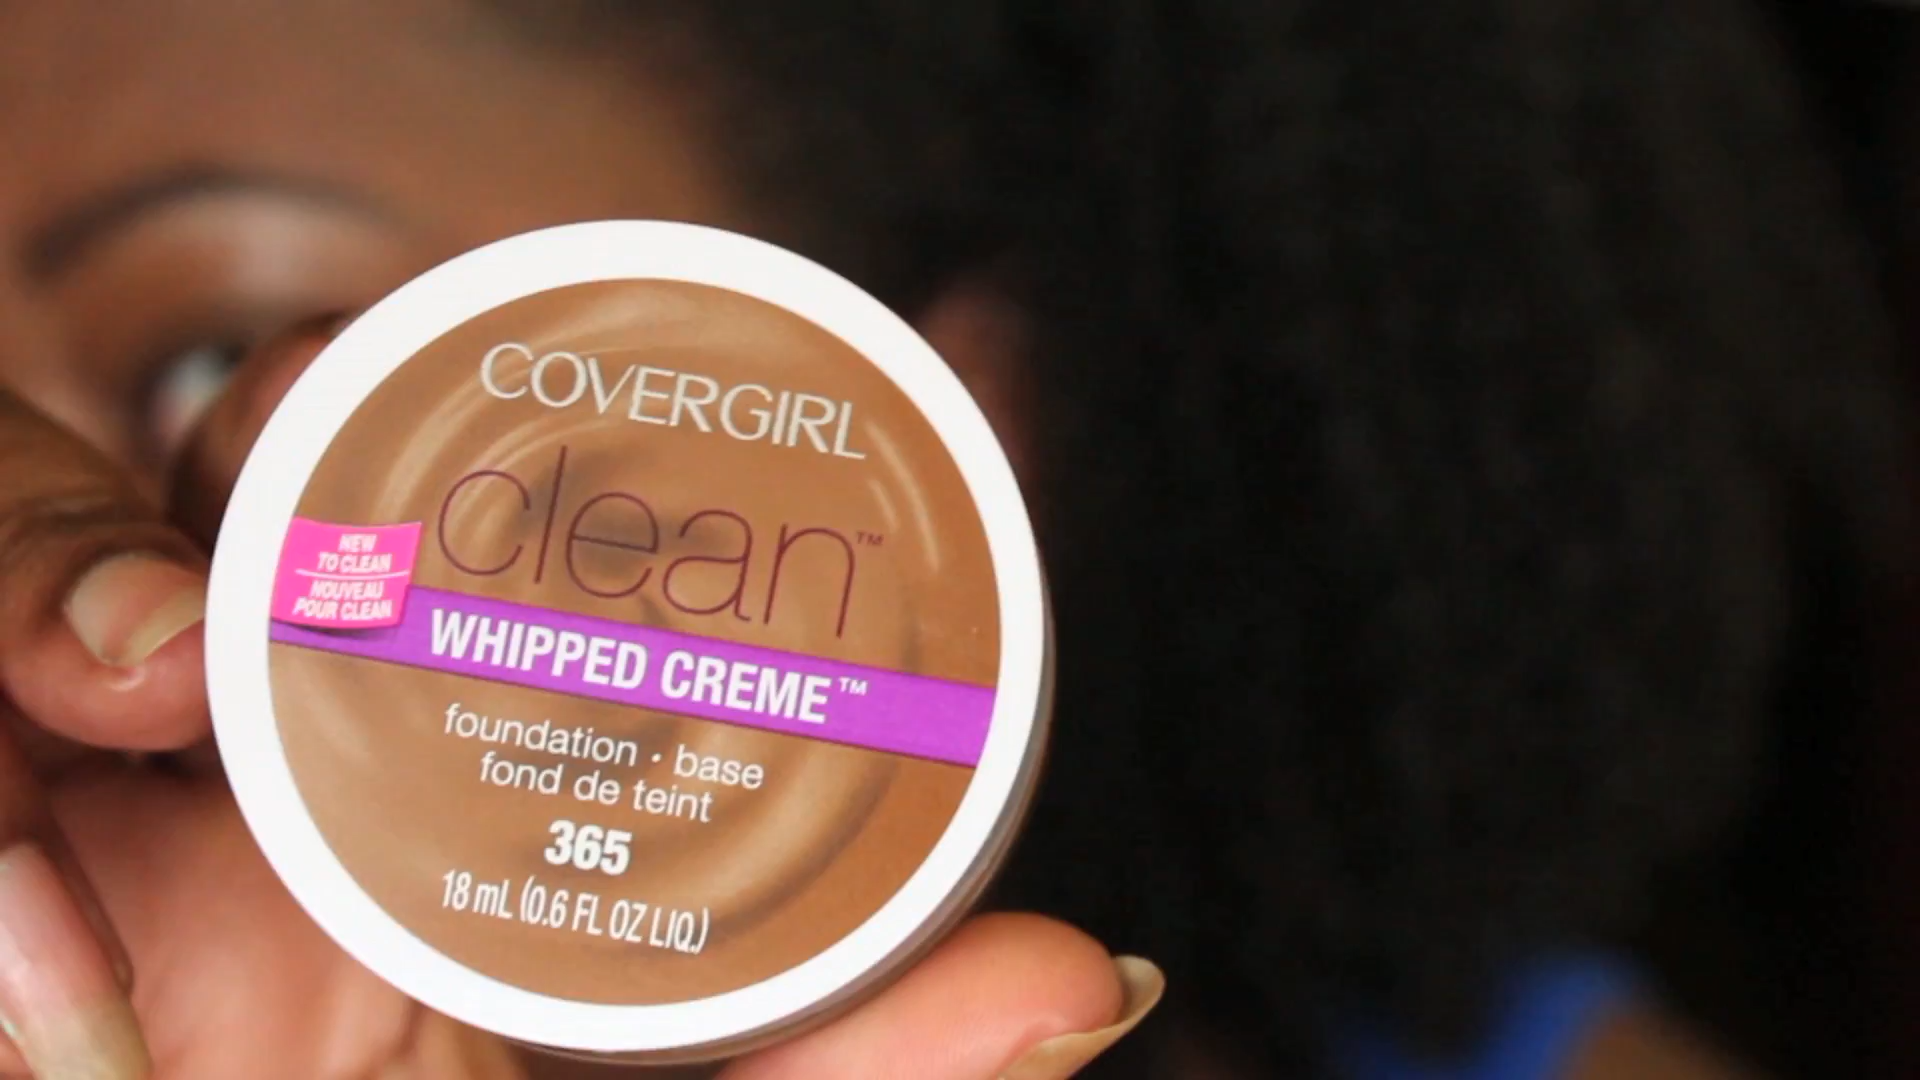 COVERGIRL
clean™
NEW
TO CLEAN
NOUVEAU
POUR CLEAN
WHIPPED CREME™
foundation · base
fond de teint
365
18 mL (0.6 FL OZ LIQ.)